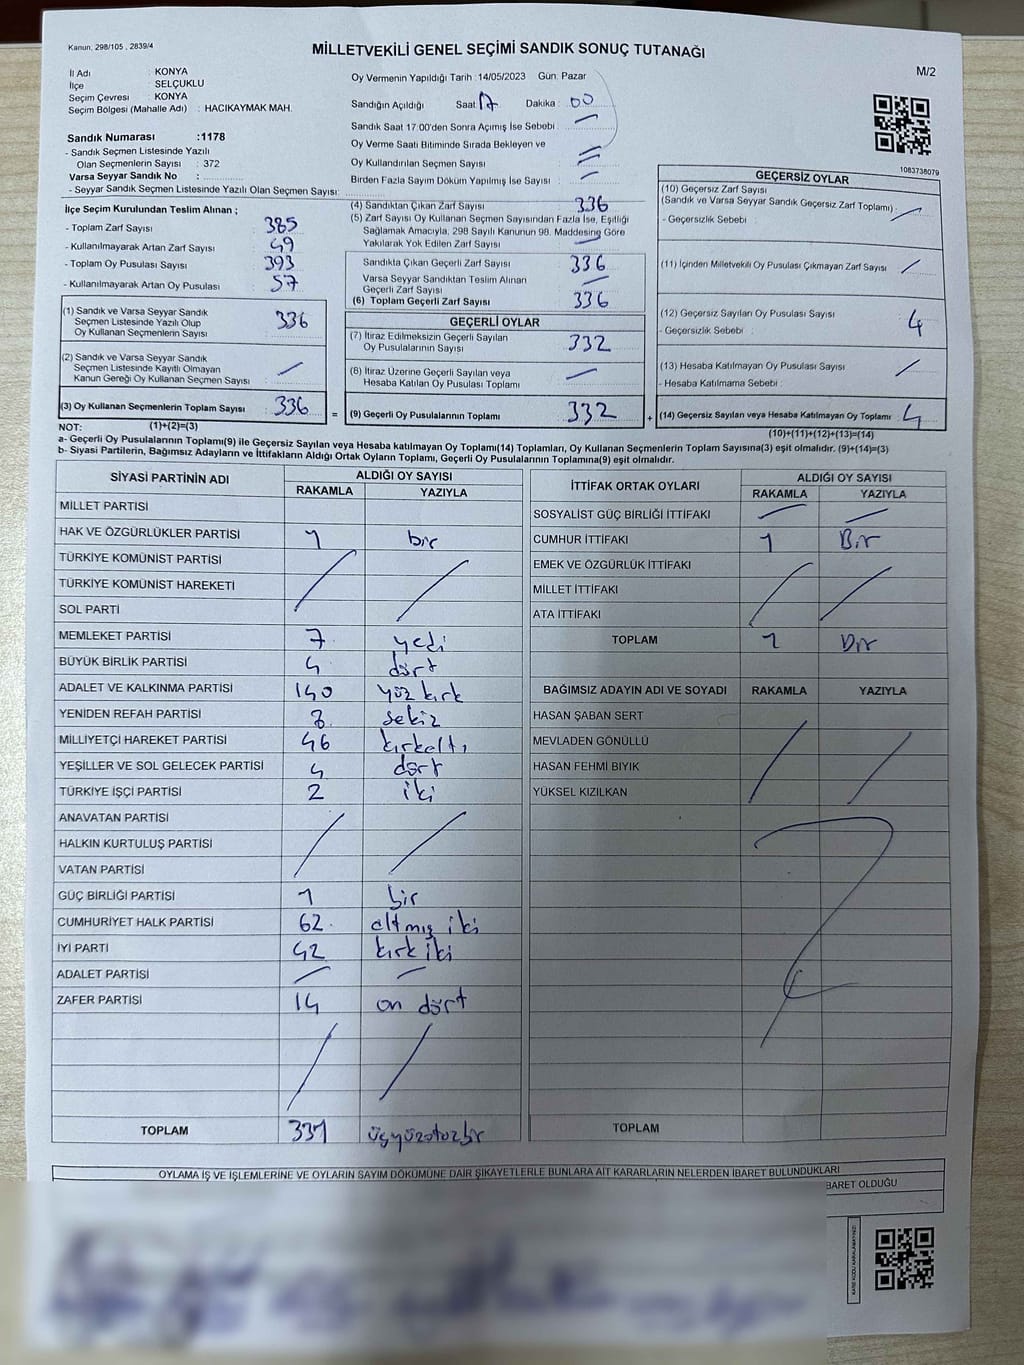 Kanun, 298/105 , 2839/4
MİLLETVEKİLİ GENEL SEÇİMİ SANDIK SONUÇ TUTANAĞI
M/2
İl Adı : KONYA
İlçe : SELÇUKLU
Seçim Çevresi : KONYA
Seçim Bölgesi (Mahalle Adı) : HACIKAYMAK MAH.
Sandık Numarası :1178
- Sandık Seçmen Listesinde Yazılı
Olan Seçmenlerin Sayısı : 372
Varsa Seyyar Sandık No :
- Seyyar Sandık Seçmen Listesinde Yazılı Olan Seçmen Sayısı:
Oy Vermenin Yapıldığı Tarih :14/05/2023 Gün: Pazar
Sandığın Açıldığı Saat 17 Dakika : 00
Sandık Saat 17:00'den Sonra Açılmış İse Sebebi : —
Oy Verme Saati Bitiminde Sırada Bekleyen ve
Oy Kullandırılan Seçmen Sayısı : =
Birden Fazla Sayım Döküm Yapılmış İse Sayısı : —
1083738079
İlçe Seçim Kurulundan Teslim Alınan ;
- Toplam Zarf Sayısı : 385
- Kullanılmayarak Artan Zarf Sayısı : 49
- Toplam Oy Pusulası Sayısı : 393
- Kullanılmayarak Artan Oy Pusulası : 57
(1) Sandık ve Varsa Seyyar Sandık
Seçmen Listesinde Yazılı Olup
Oy Kullanan Seçmenlerin Sayısı : 336
(2) Sandık ve Varsa Seyyar Sandık
Seçmen Listesinde Kayıtlı Olmayan
Kanun Gereği Oy Kullanan Seçmen Sayısı : —
(3) Oy Kullanan Seçmenlerin Toplam Sayısı : 336
(1)+(2)=(3)
(4) Sandıktan Çıkan Zarf Sayısı : 336
(5) Zarf Sayısı Oy Kullanan Seçmen Sayısından Fazla İse, Eşitliği
Sağlamak Amacıyla, 298 Sayılı Kanunun 98. Maddesine Göre
Yakılarak Yok Edilen Zarf Sayısı : —
Sandıkta Çıkan Geçerli Zarf Sayısı : 336
Varsa Seyyar Sandıktan Teslim Alınan
Geçerli Zarf Sayısı : —
(6) Toplam Geçerli Zarf Sayısı : 336
GEÇERLİ OYLAR
(7) İtiraz Edilmeksizin Geçerli Sayılan
Oy Pusulalarının Sayısı : 332
(8) İtiraz Üzerine Geçerli Sayılan veya
Hesaba Katılan Oy Pusulası Toplamı : —
= (9) Geçerli Oy Pusulalarının Toplamı : 332
GEÇERSİZ OYLAR
(10) Geçersiz Zarf Sayısı
(Sandık ve Varsa Seyyar Sandık Geçersiz Zarf Toplamı) : —
- Geçersizlik Sebebi :
(11) İçinden Milletvekili Oy Pusulası Çıkmayan Zarf Sayısı : /
(12) Geçersiz Sayılan Oy Pusulası Sayısı : 4
- Geçersizlik Sebebi :
(13) Hesaba Katılmayan Oy Pusulası Sayısı : /
- Hesaba Katılmama Sebebi :
+ (14) Geçersiz Sayılan veya Hesaba Katılmayan Oy Toplamı : 4
(10)+(11)+(12)+(13)=(14)
NOT:
a- Geçerli Oy Pusulalarının Toplamı(9) ile Geçersiz Sayılan veya Hesaba katılmayan Oy Toplamı(14) Toplamları, Oy Kullanan Seçmenlerin Toplam Sayısına(3) eşit olmalıdır. (9)+(14)=(3)
b- Siyasi Partilerin, Bağımsız Adayların ve İttifakların Aldığı Ortak Oyların Toplamı, Geçerli Oy Pusulalarının Toplamına(9) eşit olmalıdır.
SİYASİ PARTİNİN ADI ALDIĞI OY SAYISI
RAKAMLA YAZIYLA
MİLLET PARTİSİ
HAK VE ÖZGÜRLÜKLER PARTİSİ 1 bir
TÜRKİYE KOMÜNİST PARTİSİ
TÜRKİYE KOMÜNİST HAREKETİ
SOL PARTİ
MEMLEKET PARTİSİ 7 yedi
BÜYÜK BİRLİK PARTİSİ 4 dört
ADALET VE KALKINMA PARTİSİ 140 yüz kırk
YENİDEN REFAH PARTİSİ 8 sekiz
MİLLİYETÇİ HAREKET PARTİSİ 46 kırkaltı
YEŞİLLER VE SOL GELECEK PARTİSİ 4 dört
TÜRKİYE İŞÇİ PARTİSİ 2 iki
ANAVATAN PARTİSİ
HALKIN KURTULUŞ PARTİSİ
VATAN PARTİSİ
GÜÇ BİRLİĞİ PARTİSİ 1 bir
CUMHURİYET HALK PARTİSİ 62 altmış iki
İYİ PARTİ 42 kırk iki
ADALET PARTİSİ — —
ZAFER PARTİSİ 14 on dört
TOPLAM 331 üçyüzotuzbir
İTTİFAK ORTAK OYLARI ALDIĞI OY SAYISI
RAKAMLA YAZIYLA
SOSYALİST GÜÇ BİRLİĞİ İTTİFAKI — —
CUMHUR İTTİFAKI 1 Bir
EMEK VE ÖZGÜRLÜK İTTİFAKI
MİLLET İTTİFAKI
ATA İTTİFAKI
TOPLAM 1 Bir
BAĞIMSIZ ADAYIN ADI VE SOYADI RAKAMLA YAZIYLA
HASAN ŞABAN SERT
MEVLADEN GÖNÜLLÜ
HASAN FEHMİ BIYIK
YÜKSEL KIZILKAN
TOPLAM
OYLAMA İŞ VE İŞLEMLERİNE VE OYLARIN SAYIM DÖKÜMÜNE DAİR ŞİKAYETLERLE BUNLARA AİT KARARLARIN NELERDEN İBARET BULUNDUKLARI
BARET OLDUĞU
KARE KODU KARALAMAYINIZ!